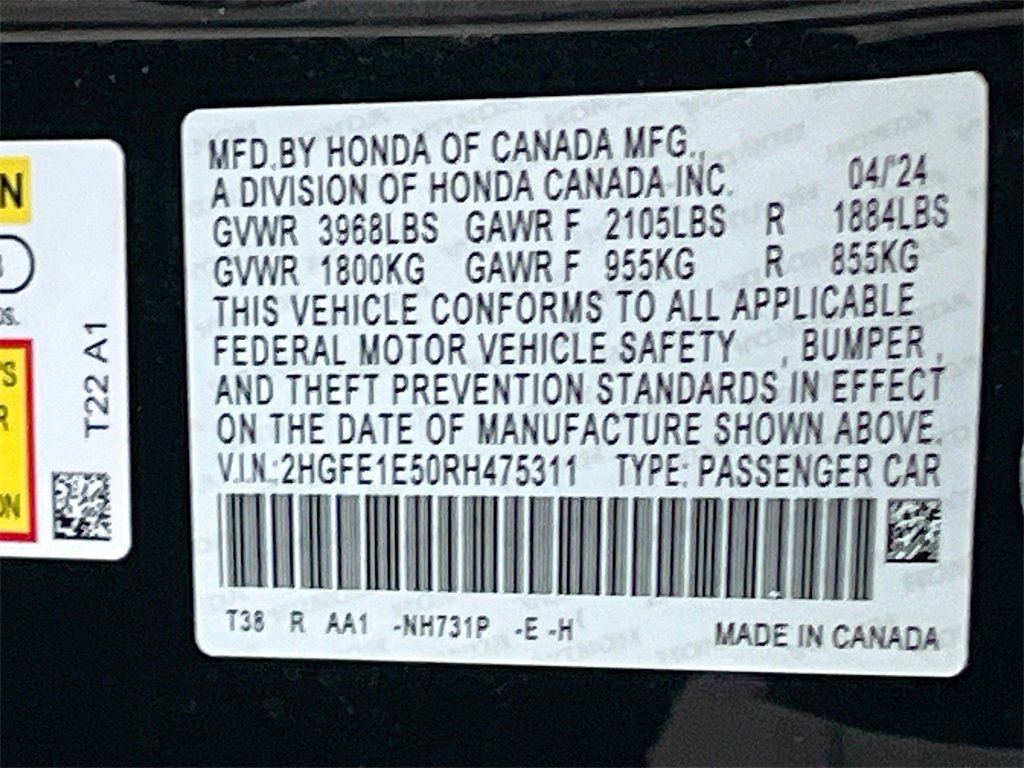 MFD.BY HONDA OF CANADA MFG.,
A DIVISION OF HONDA CANADA INC. 04/'24
GVWR 3968LBS GAWR F 2105LBS R 1884LBS
GVWR 1800KG GAWR F 955KG R 855KG
THIS VEHICLE CONFORMS TO ALL APPLICABLE
FEDERAL MOTOR VEHICLE SAFETY , BUMPER ,
AND THEFT PREVENTION STANDARDS IN EFFECT
ON THE DATE OF MANUFACTURE SHOWN ABOVE.
V.I.N.:2HGFE1E50RH475311 TYPE: PASSENGER CAR
T38 R AA1 -NH731P -E -H
MADE IN CANADA
T22 A1